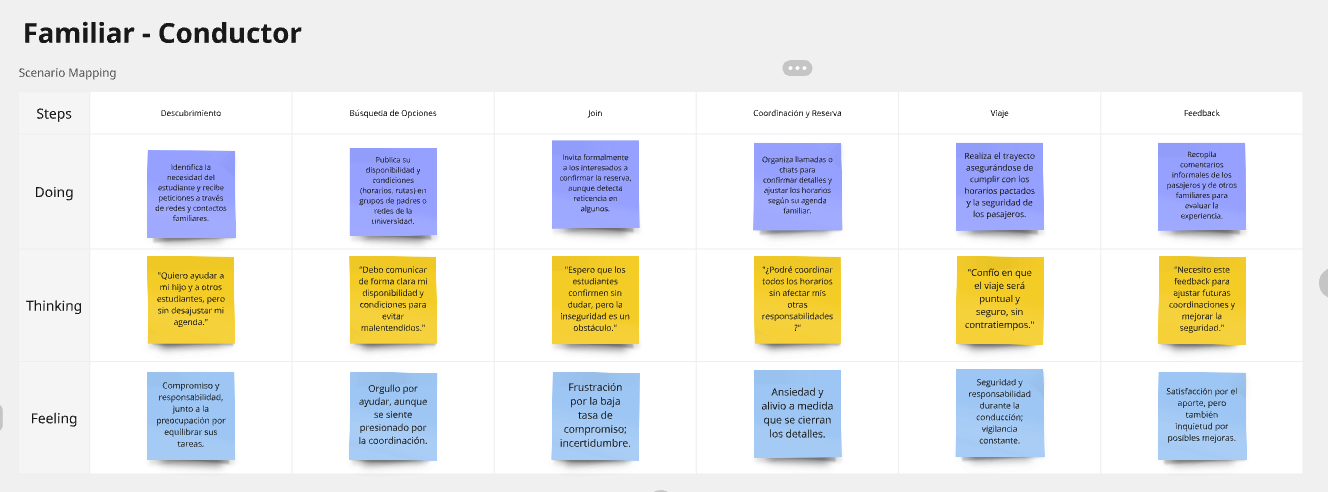 Familiar - Conductor
Scenario Mapping
Steps
Descubrimiento
Búsqueda de Opciones
Join
Coordinación y Reserva
Viaje
Feedback
Doing
Identifica la
necesidad del
estudiante y recibe
peticiones a través
de redes y contactos
familiares.
Publica su
disponibilidad y
condiciones
(horarios, rutas) en
grupos de padres o
redes de la
universidad.
Invita formalmente
a los interesados a
confirmar la reserva,
aunque detecta
reticencia en
algunos.
Organiza llamadas o
chats para
confirmar detalles y
ajustar los horarios
según su agenda
familiar.
Realiza el trayecto
asegurándose de
cumplir con los
horarios pactados
y la seguridad de
los pasajeros.
Recopila
comentarios
informales de los
pasajeros y de otros
familiares para
evaluar la
experiencia.
Thinking
"Quiero ayudar a
mi hijo y a otros
estudiantes, pero
sin desajustar mi
agenda."
"Debo comunicar
de forma clara mi
disponibilidad y
condiciones para
evitar
malentendidos."
"Espero que los
estudiantes
confirmen sin
dudar, pero la
inseguridad es un
obstáculo."
"¿Podré coordinar
todos los horarios
sin afectar mis
otras
responsabilidades
?"
"Confío en que
el viaje será
puntual y
seguro, sin
contratiempos."
"Necesito este
feedback para
ajustar futuras
coordinaciones y
mejorar la
seguridad."
Feeling
Compromiso y
responsabilidad,
junto a la
preocupación por
equilibrar sus
tareas.
Orgullo por
ayudar, aunque
se siente
presionado por
la coordinación.
Frustración
por la baja
tasa de
compromiso;
incertidumbre.
Ansiedad y
alivio a medida
que se cierran
los detalles.
Seguridad y
responsabilidad
durante la
conducción;
vigilancia
constante.
Satisfacción por el
aporte, pero
también
inquietud por
posibles mejoras.